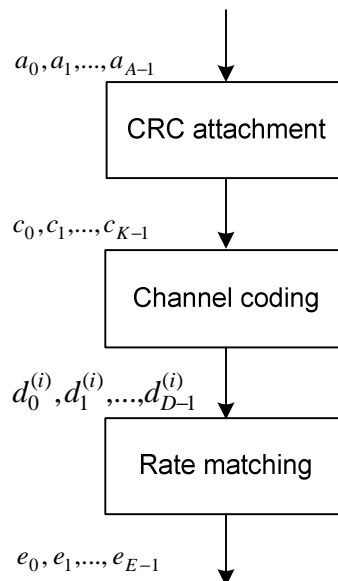 a_0, a_1,..., a_{A-1}
CRC attachment
c_0, c_1,..., c_{K-1}
Channel coding
d_0^{(i)}, d_1^{(i)},..., d_{D-1}^{(i)}
Rate matching
e_0, e_1,..., e_{E-1}